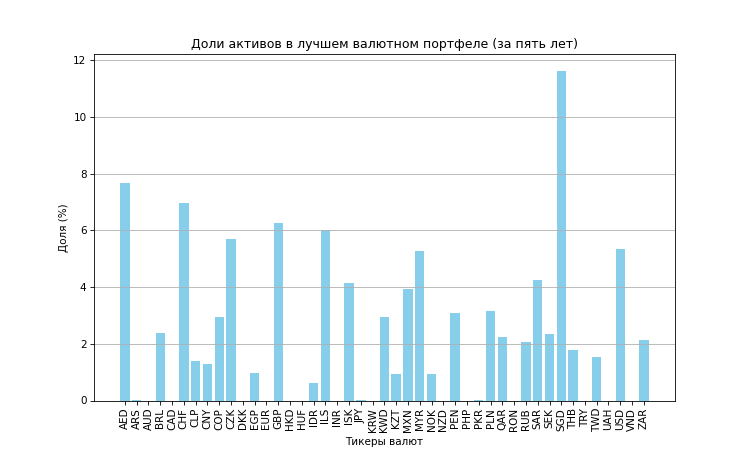 Доли активов в лучшем валютном портфеле (за пять лет)
Доля (%)
12
10
8
6
4
2
0
AED ARS AUD BRL CAD CHF CLP CNY COP CZK DKK EGP EUR GBP HKD HUF IDR ILS INR ISK JPY KRW KWD KZT MXN MYR NOK NZD PEN PHP PKR PLN QAR RON RUB SAR SEK SGD THB TRY TWD UAH USD VND ZAR
Тикеры валют